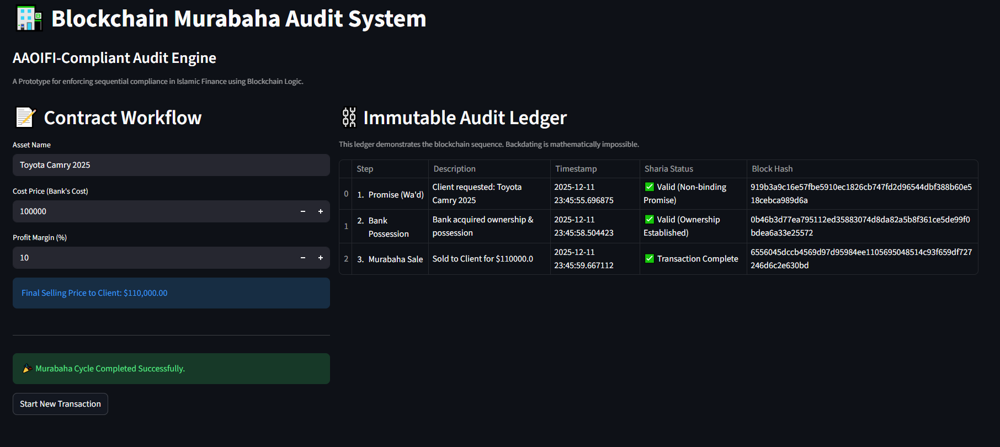 Blockchain Murabaha Audit System
AAOIFI-Compliant Audit Engine
A Prototype for enforcing sequential compliance in Islamic Finance using Blockchain Logic.
Contract Workflow
Asset Name
Toyota Camry 2025
Cost Price (Bank's Cost)
100000
Profit Margin (%)
10
Final Selling Price to Client: $110,000.00
Murabaha Cycle Completed Successfully.
Start New Transaction
Immutable Audit Ledger
This ledger demonstrates the blockchain sequence. Backdating is mathematically impossible.
Step Description Timestamp Sharia Status Block Hash
0 1. Promise (Wa'd) Client requested: Toyota Camry 2025 2025-12-11 23:45:55.696875 ✅ Valid (Non-binding Promise) 919b3a9c16e57fbe5910ec1826cb747fd2d96544dbf388b60e518cebca989d6a
1 2. Bank Possession Bank acquired ownership & possession 2025-12-11 23:45:58.504423 ✅ Valid (Ownership Established) 0b46b3d77ea795112ed35883074d8da82a5b8f361ce5de99f0bdea6a33e25572
2 3. Murabaha Sale Sold to Client for $110000.0 2025-12-11 23:45:59.667112 ✅ Transaction Complete 6556045dccb4569d97d95984ee1105695048514c93f659df727246d6c2e630bd